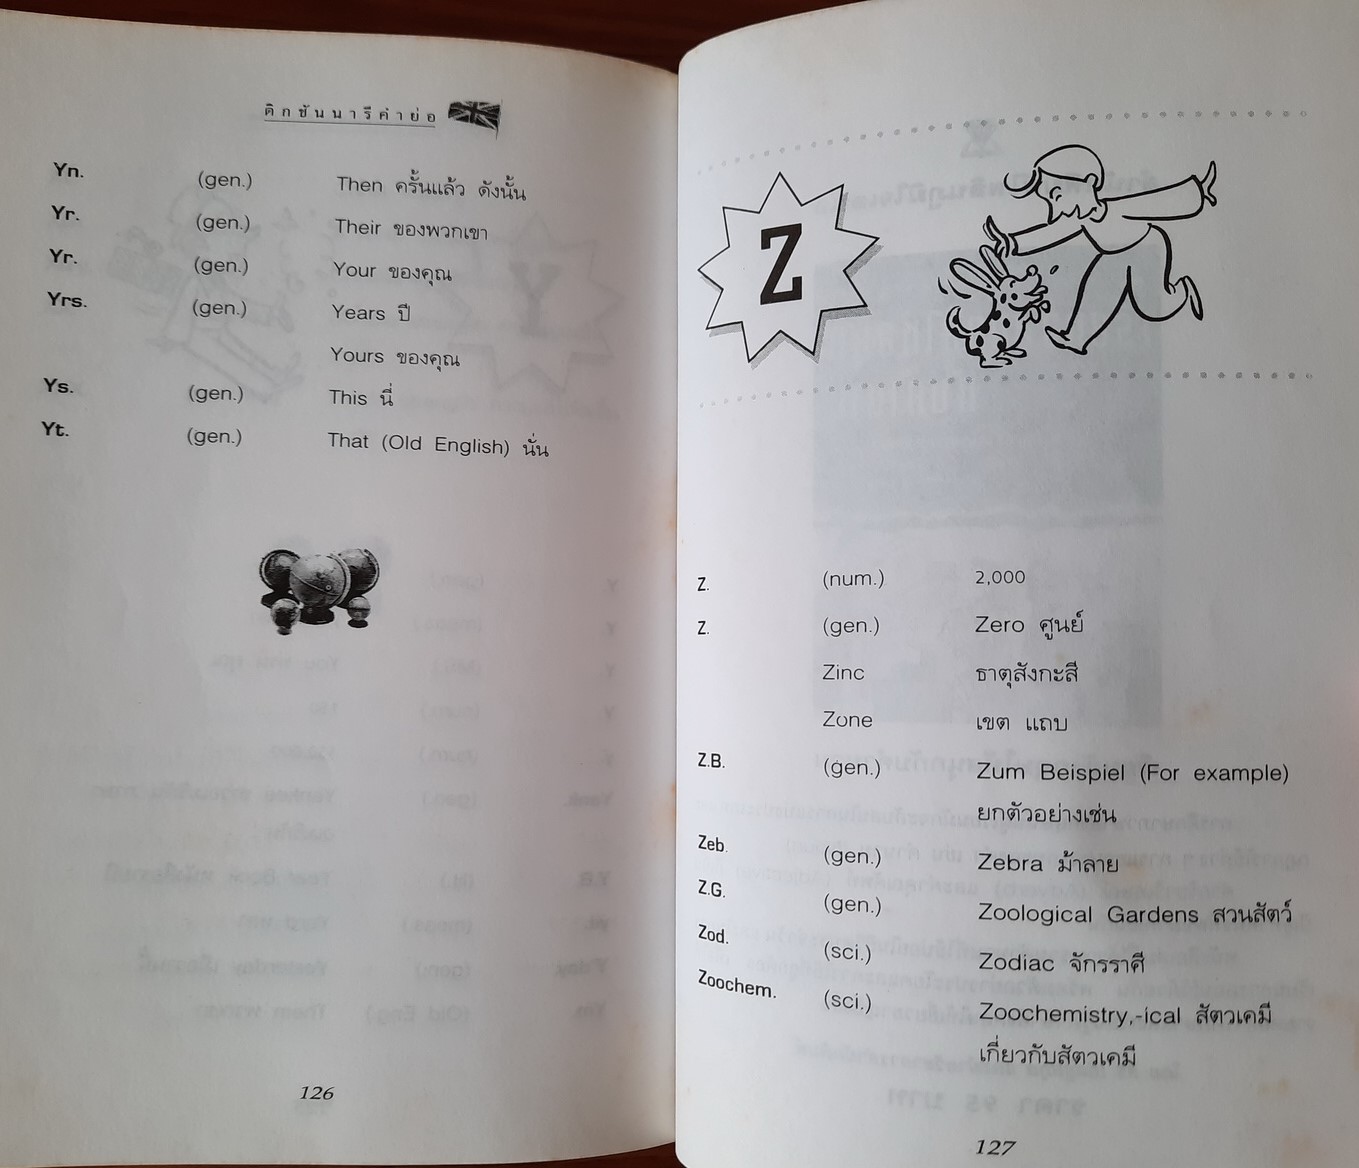 ดิกชันนารีคำย่อ
Yn. (gen.) Then ครั้นแล้ว ดังนั้น
Yr. (gen.) Their ของพวกเขา
Yr. (gen.) Your ของคุณ
Yrs. (gen.) Years ปี
Yours ของคุณ
Ys. (gen.) This นี่
Yt. (gen.) That (Old English) นั่น
126
Z
Z. (num.) 2,000
Z. (gen.) Zero ศูนย์
Zinc ธาตุสังกะสี
Zone เขต แถบ
Z.B. (gen.) Zum Beispiel (For example)
ยกตัวอย่างเช่น
Zeb. (gen.) Zebra ม้าลาย
Z.G. (gen.) Zoological Gardens สวนสัตว์
Zod. (sci.) Zodiac จักรราศี
Zoochem. (sci.) Zoochemistry,-ical สัตวเคมี
เกี่ยวกับสัตวเคมี
127